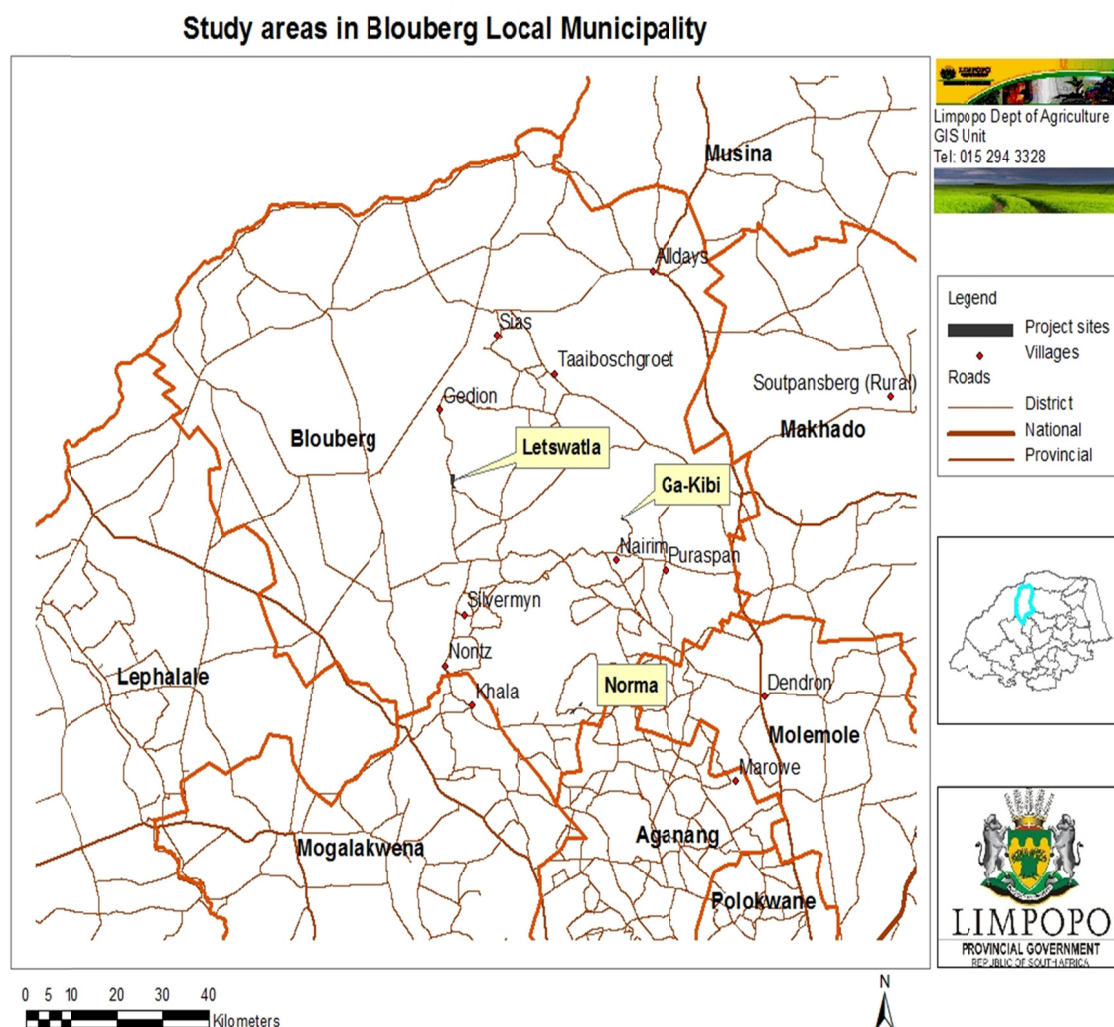 Study areas in Blouberg Local Municipality
LIMPOPO
Limpopo Dept of Agriculture
GIS Unit
Tel: 015 294 3328
Musina
Alldays
Sias
Taaiboschgroet
Soutpansberg (Rural)
Gedion
Blouberg
Makhado
Letswatla
Ga-Kibi
Nairim
Puraspan
Silvermyn
Nontz
Lephalale
Khala
Norma
Dendron
Molemole
Marowe
Aganang
Mogalakwena
Polokwane
Legend
Project sites
Villages
Roads
District
National
Provincial
LIMPOPO
PROVINCIAL GOVERNMENT
REPUBLIC OF SOUTH AFRICA
0 5 10 20 30 40
Kilometers
N